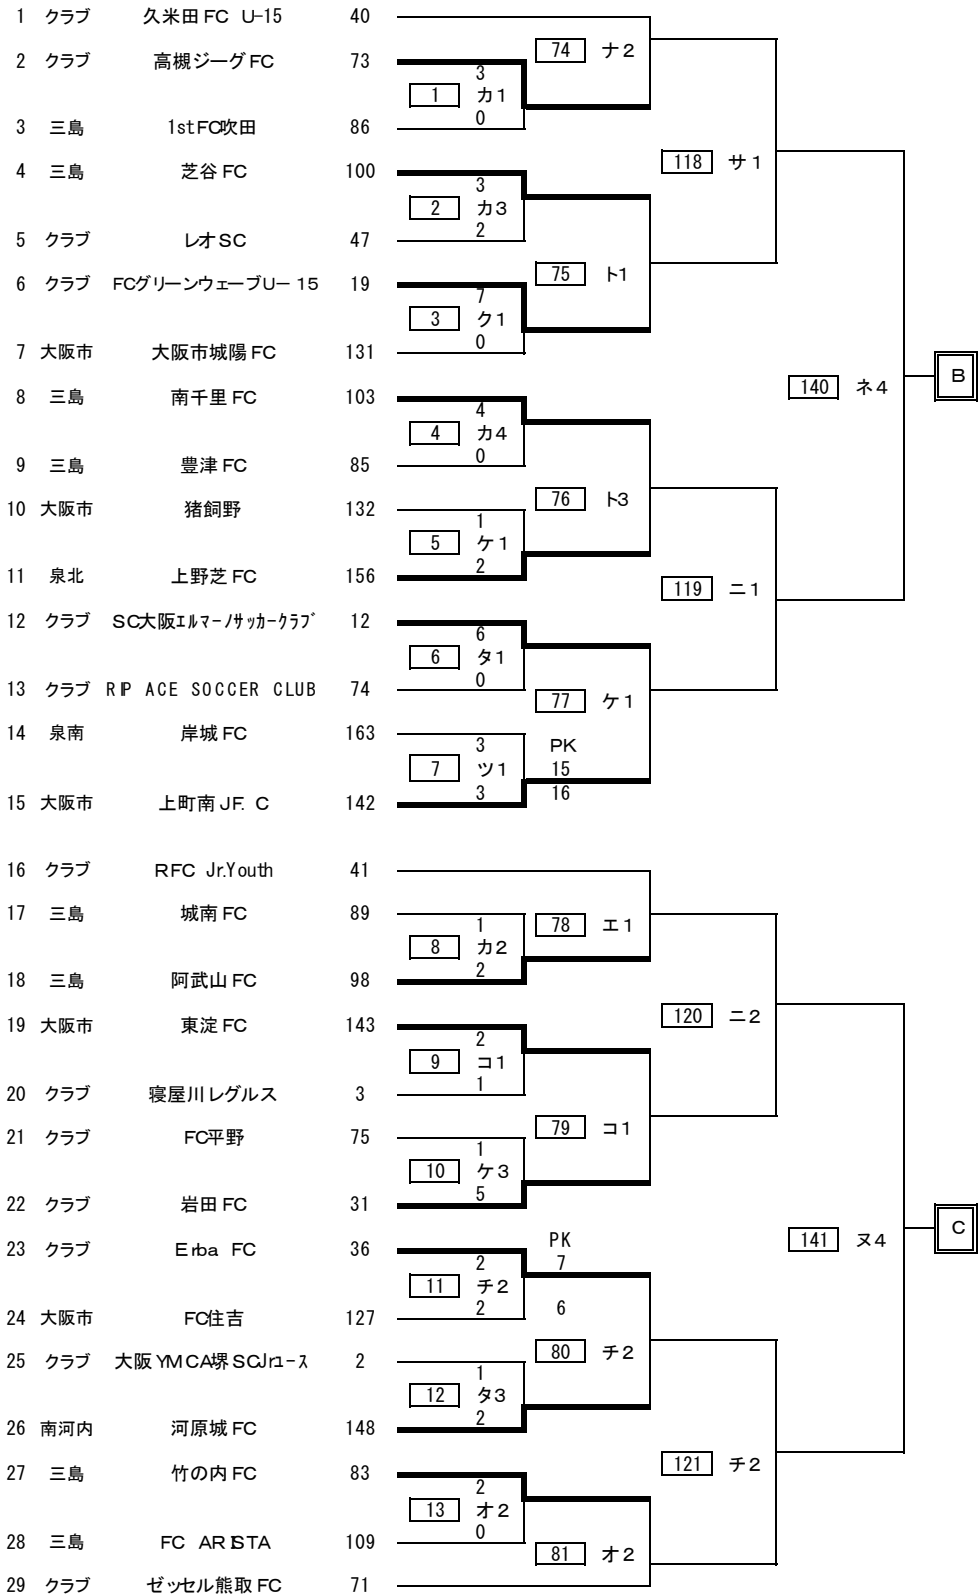 1 クラブ 久米田FC U-15 40
74 ナ2
2 クラブ 高槻ジーグFC 73
3
1 カ1
0
3 三島 1stFC吹田 86
118 サ1
4 三島 芝谷FC 100
3
2 カ3
2
5 クラブ レオSC 47
75 ト1
6 クラブ FCグリーンウェーブU－15 19
7
3 ク1
0
7 大阪市 大阪市城陽FC 131
140 ネ4
B
8 三島 南千里FC 103
4
4 カ4
0
9 三島 豊津FC 85
76 ト3
10 大阪市 猪飼野 132
1
5 ケ1
2
11 泉北 上野芝FC 156
119 ニ1
12 クラブ SC大阪エルマーノサッカークラブ 12
6
6 タ1
0
13 クラブ RIP ACE SOCCER CLUB 74
77 ケ1
14 泉南 岸城FC 163
3 PK
7 ツ1 15
3 16
15 大阪市 上町南JF.C 142
16 クラブ RFC Jr.Youth 41
17 三島 城南FC 89
1 78 エ1
8 カ2
2
18 三島 阿武山FC 98
120 ニ2
19 大阪市 東淀FC 143
2
9 コ1
1
20 クラブ 寝屋川レグルス 3
79 コ1
21 クラブ FC平野 75
1
10 ケ3
5
22 クラブ 岩田FC 31
141 ヌ4
C
23 クラブ Erba FC 36
PK
2 7
11 チ2
2 6
24 大阪市 FC住吉 127
80 チ2
25 クラブ 大阪YMCA堺SCJrユース 2
1
12 タ3
2
26 南河内 河原城FC 148
121 チ2
27 三島 竹の内FC 83
2
13 オ2
0
28 三島 FC ARISTA 109
81 オ2
29 クラブ ゼッセル熊取FC 71